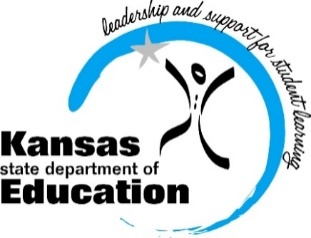 leadership and support for student learning
Kansas
state department of
Education